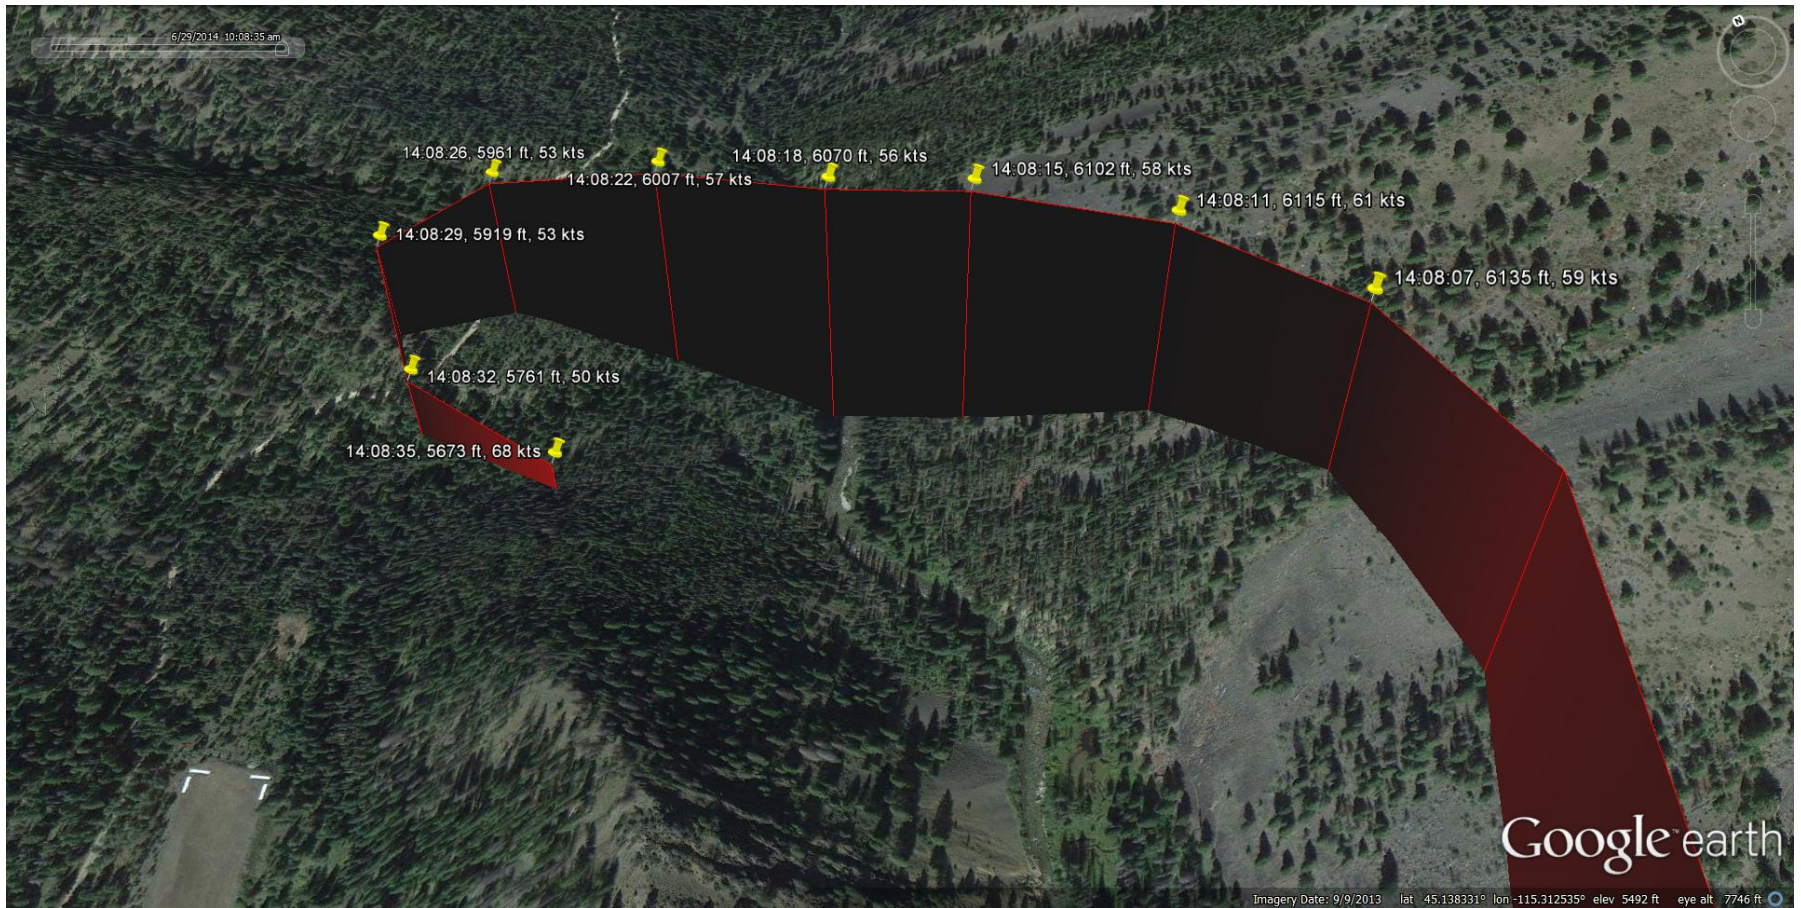 6/29/2014 10:08:35 am
N
14:08:26, 5961 ft, 53 kts
14:08:22, 6007 ft, 57 kts
14:08:18, 6070 ft, 56 kts
14:08:15, 6102 ft, 58 kts
14:08:11, 6115 ft, 61 kts
14:08:29, 5919 ft, 53 kts
14:08:07, 6135 ft, 59 kts
14:08:32, 5761 ft, 50 kts
14:08:35, 5673 ft, 68 kts
Google™ earth
Imagery Date: 9/9/2013 lat 45.138331° lon -115.312535° elev 5492 ft eye alt 7746 ft